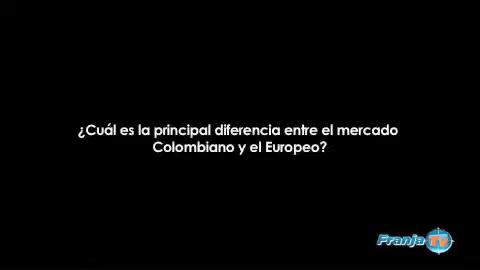 ¿Cuál es la principal diferencia entre el mercado
Colombiano y el Europeo?
Franja Tv